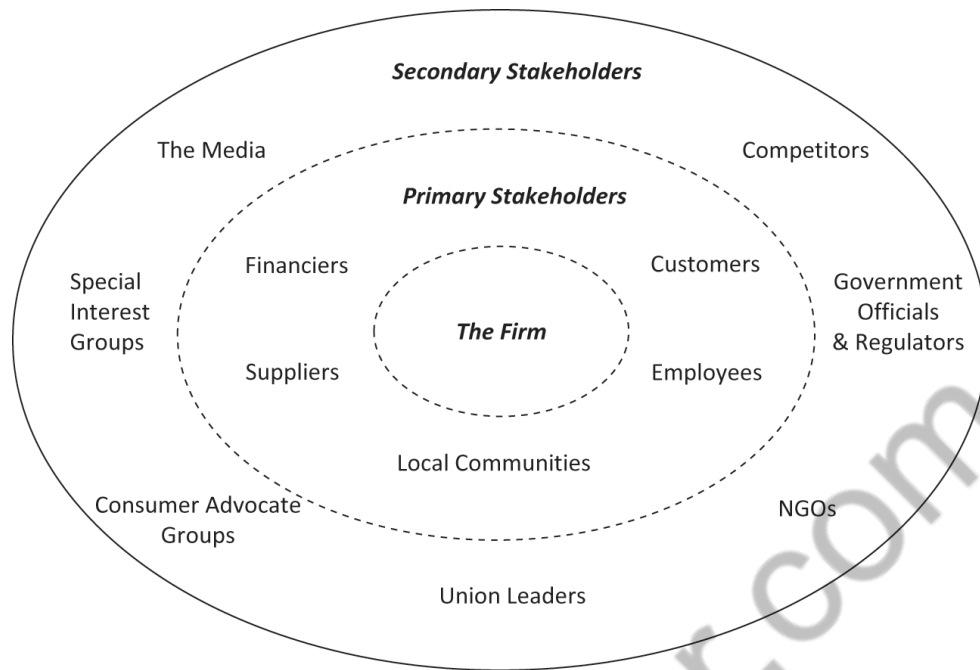 Secondary Stakeholders
The Media
Competitors
Primary Stakeholders
Financiers
Customers
Special
Interest
Groups
Government
Officials
& Regulators
The Firm
Suppliers
Employees
Local Communities
Consumer Advocate
Groups
NGOs
Union Leaders
r.com